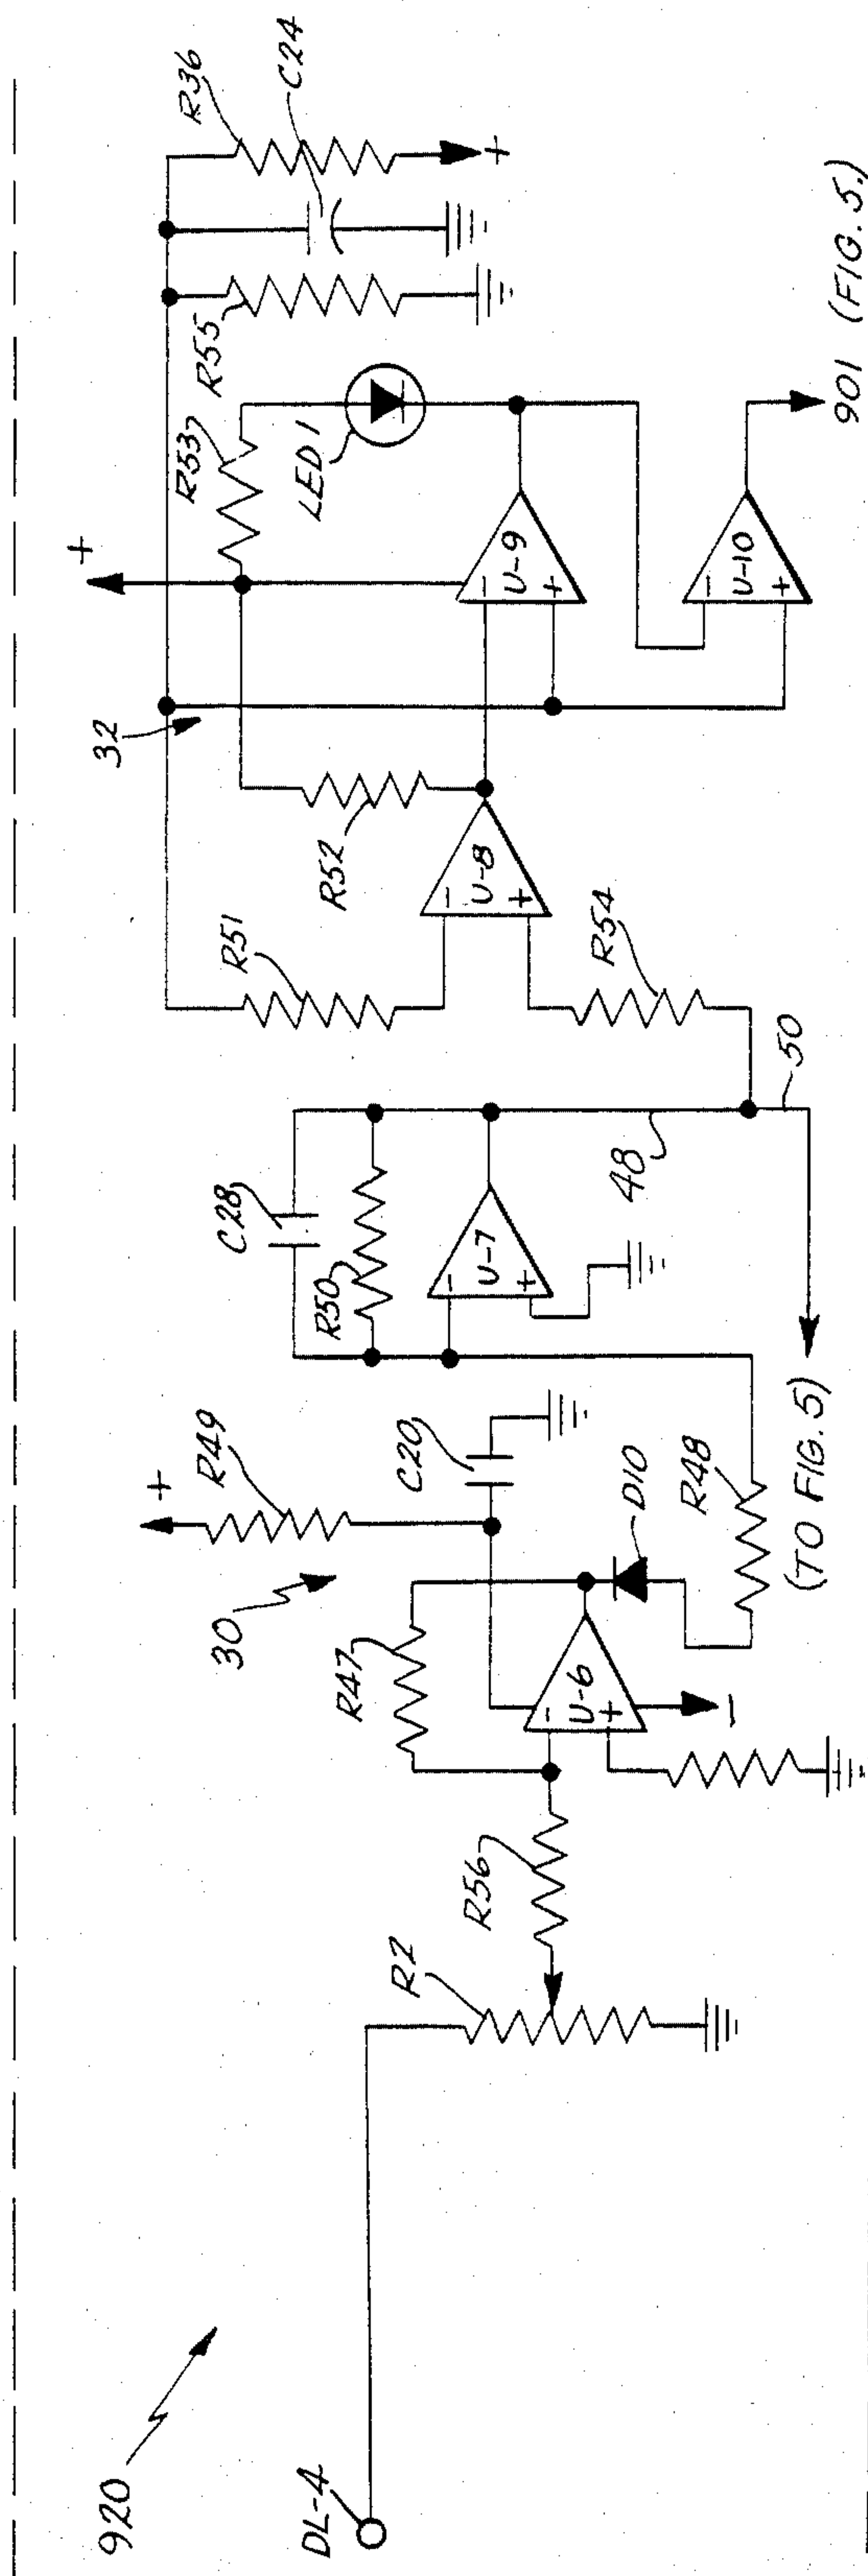 920
DL-4
R2
R56
R47
30
R49
+
-
U-6
+
-
D10
R48
C20
(TO FIG. 5)
C28
R50
-
U-7
+
48
50
R51
-
U-8
+
R54
R52
32
+
R53
LED 1
-
U-9
+
-
U-10
+
901 (FIG. 5.)
R55
R36
C24
+